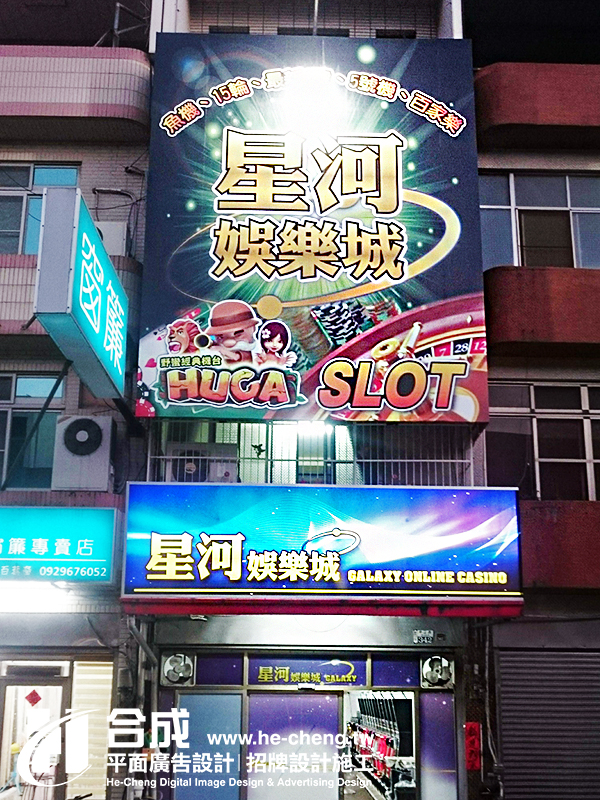 魚機、15輪、
、5號機、百家樂
星河
娛樂城
野蠻經典機台
HUGA SLOT
窗簾
星河 娛樂城 GALAXY ONLINE CASINO
簾專賣店
0929676052
星河 娛樂城 GALAXY
合成 www.he-cheng.tw
平面廣告設計 | 招牌設計施工
He-Cheng Digital Image Design & Advertising Design